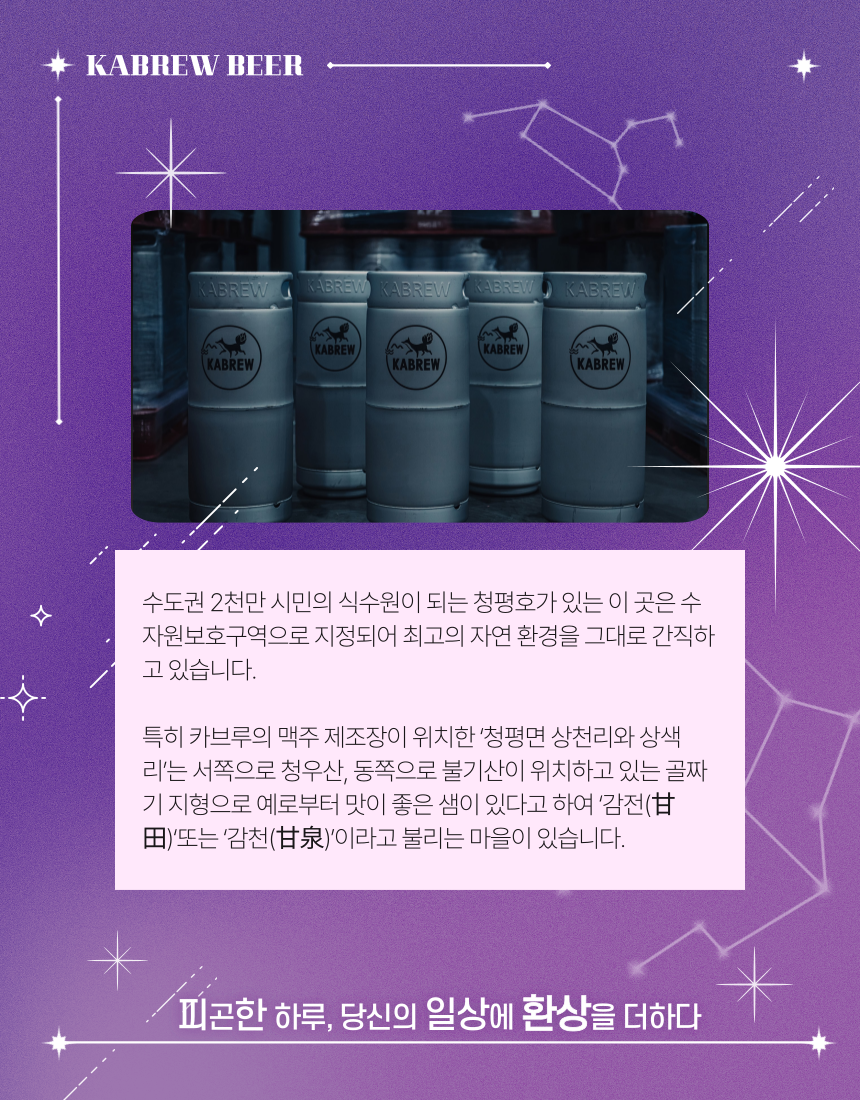 KABREW BEER
KABREW KABREW KABREW KABREW KABREW
KABREW KABREW KABREW KABREW KABREW
수도권 2천만 시민의 식수원이 되는 청평호가 있는 이 곳은 수
자원보호구역으로 지정되어 최고의 자연 환경을 그대로 간직하
고 있습니다.
특히 카브루의 맥주 제조장이 위치한 ‘청평면 상천리와 상색
리’는 서쪽으로 청우산, 동쪽으로 불기산이 위치하고 있는 골짜
기 지형으로 예로부터 맛이 좋은 샘이 있다고 하여 ‘감전(甘
田)‘또는 ‘감천(甘泉)’이라고 불리는 마을이 있습니다.
피곤한 하루, 당신의 일상에 환상을 더하다